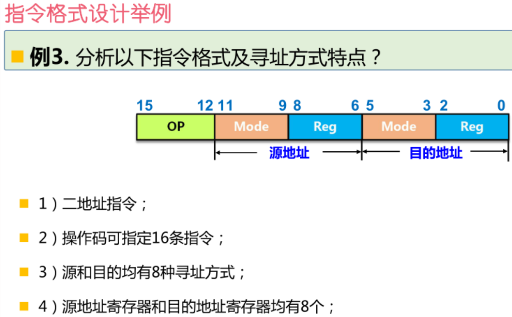 指令格式设计举例
例3. 分析以下指令格式及寻址方式特点？
15 12 11 9 8 6 5 3 2 0
OP Mode Reg Mode Reg
源地址 目的地址
1）二地址指令；
2）操作码可指定16条指令；
3）源和目的均有8种寻址方式；
4）源地址寄存器和目的地址寄存器均有8个；